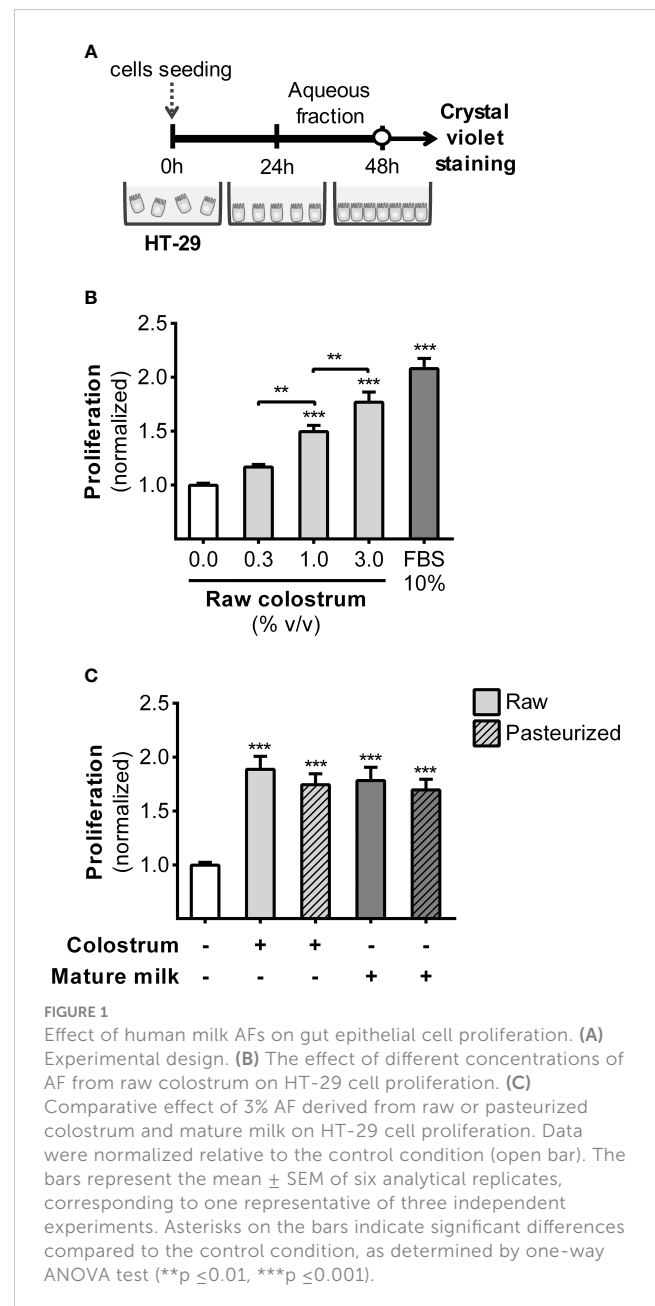 A
cells seeding
Aqueous
fraction
Crystal
violet
staining
0h 24h 48h
HT-29
B
Proliferation
(normalized)
2.5
2.0
1.5
1.0
**
**
***
***
***
0.0 0.3 1.0 3.0 FBS
10%
Raw colostrum
(% v/v)
C
Raw
Pasteurized
Proliferation
(normalized)
2.5
2.0
1.5
1.0
*** *** *** ***
Colostrum - + + - -
Mature milk - - - + +
FIGURE 1
Effect of human milk AFs on gut epithelial cell proliferation. (A)
Experimental design. (B) The effect of different concentrations of
AF from raw colostrum on HT-29 cell proliferation. (C)
Comparative effect of 3% AF derived from raw or pasteurized
colostrum and mature milk on HT-29 cell proliferation. Data
were normalized relative to the control condition (open bar). The
bars represent the mean ± SEM of six analytical replicates,
corresponding to one representative of three independent
experiments. Asterisks on the bars indicate significant differences
compared to the control condition, as determined by one-way
ANOVA test (**p ≤0.01, ***p ≤0.001).